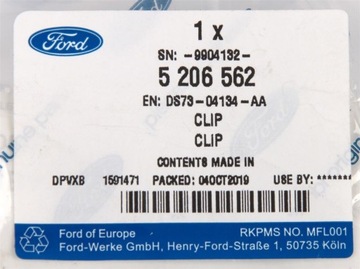 Ford
1 x
SN: -9904132-
5 206 562
EN: DS73-04134-AA
CLIP
CLIP
CONTENTS MADE IN
DPVXB 1591471 PACKED: 04OCT2019 USE BY: *******
Ford of Europe RKPMS NO. MFL001
Ford-Werke GmbH, Henry-Ford-Straße 1, 50735 Köln